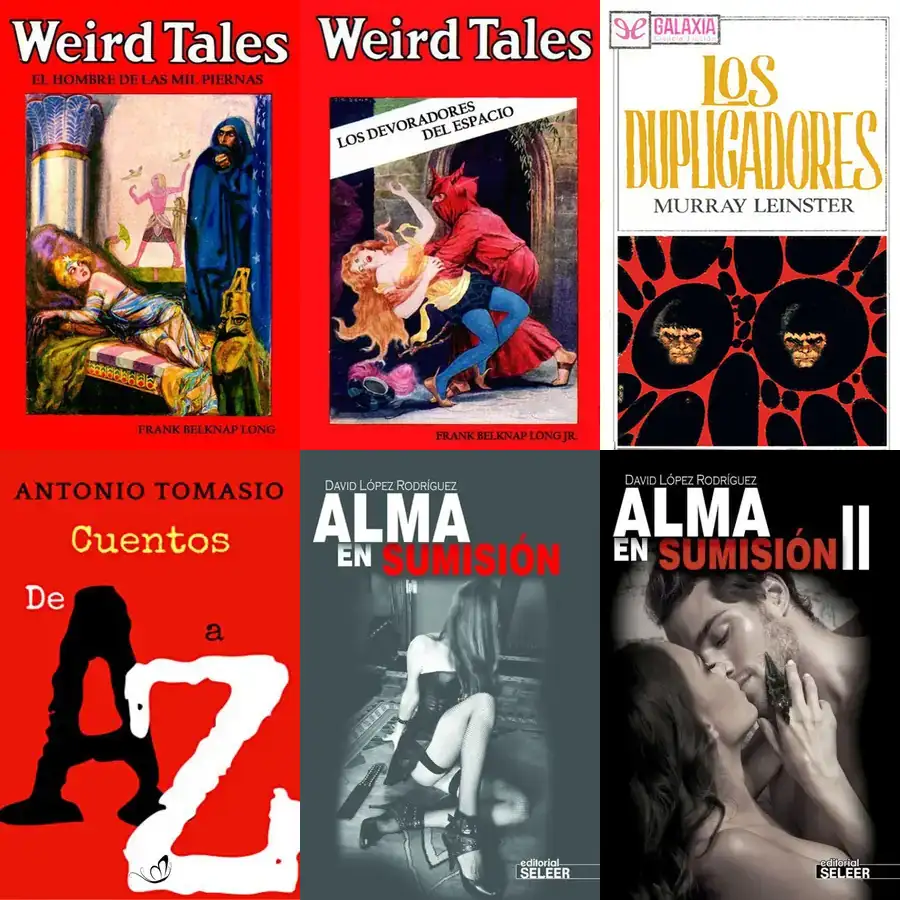 Weird Tales
EL HOMBRE DE LAS MIL PIERNAS
FRANK BELKNAP LONG
Weird Tales
LOS DEVORADORES
DEL ESPACIO
FRANK BELKNAP LONG JR.
GALAXIA
LOS
DUPLICADORES
MURRAY LEINSTER
ANTONIO TOMASIO
Cuentos
De
A
a
Z
DAVID LÓPEZ RODRÍGUEZ
ALMA
EN SUMISIÓN
editorial
SELEER
DAVID LÓPEZ RODRÍGUEZ
ALMA
EN SUMISIÓN II
editorial
SELEER